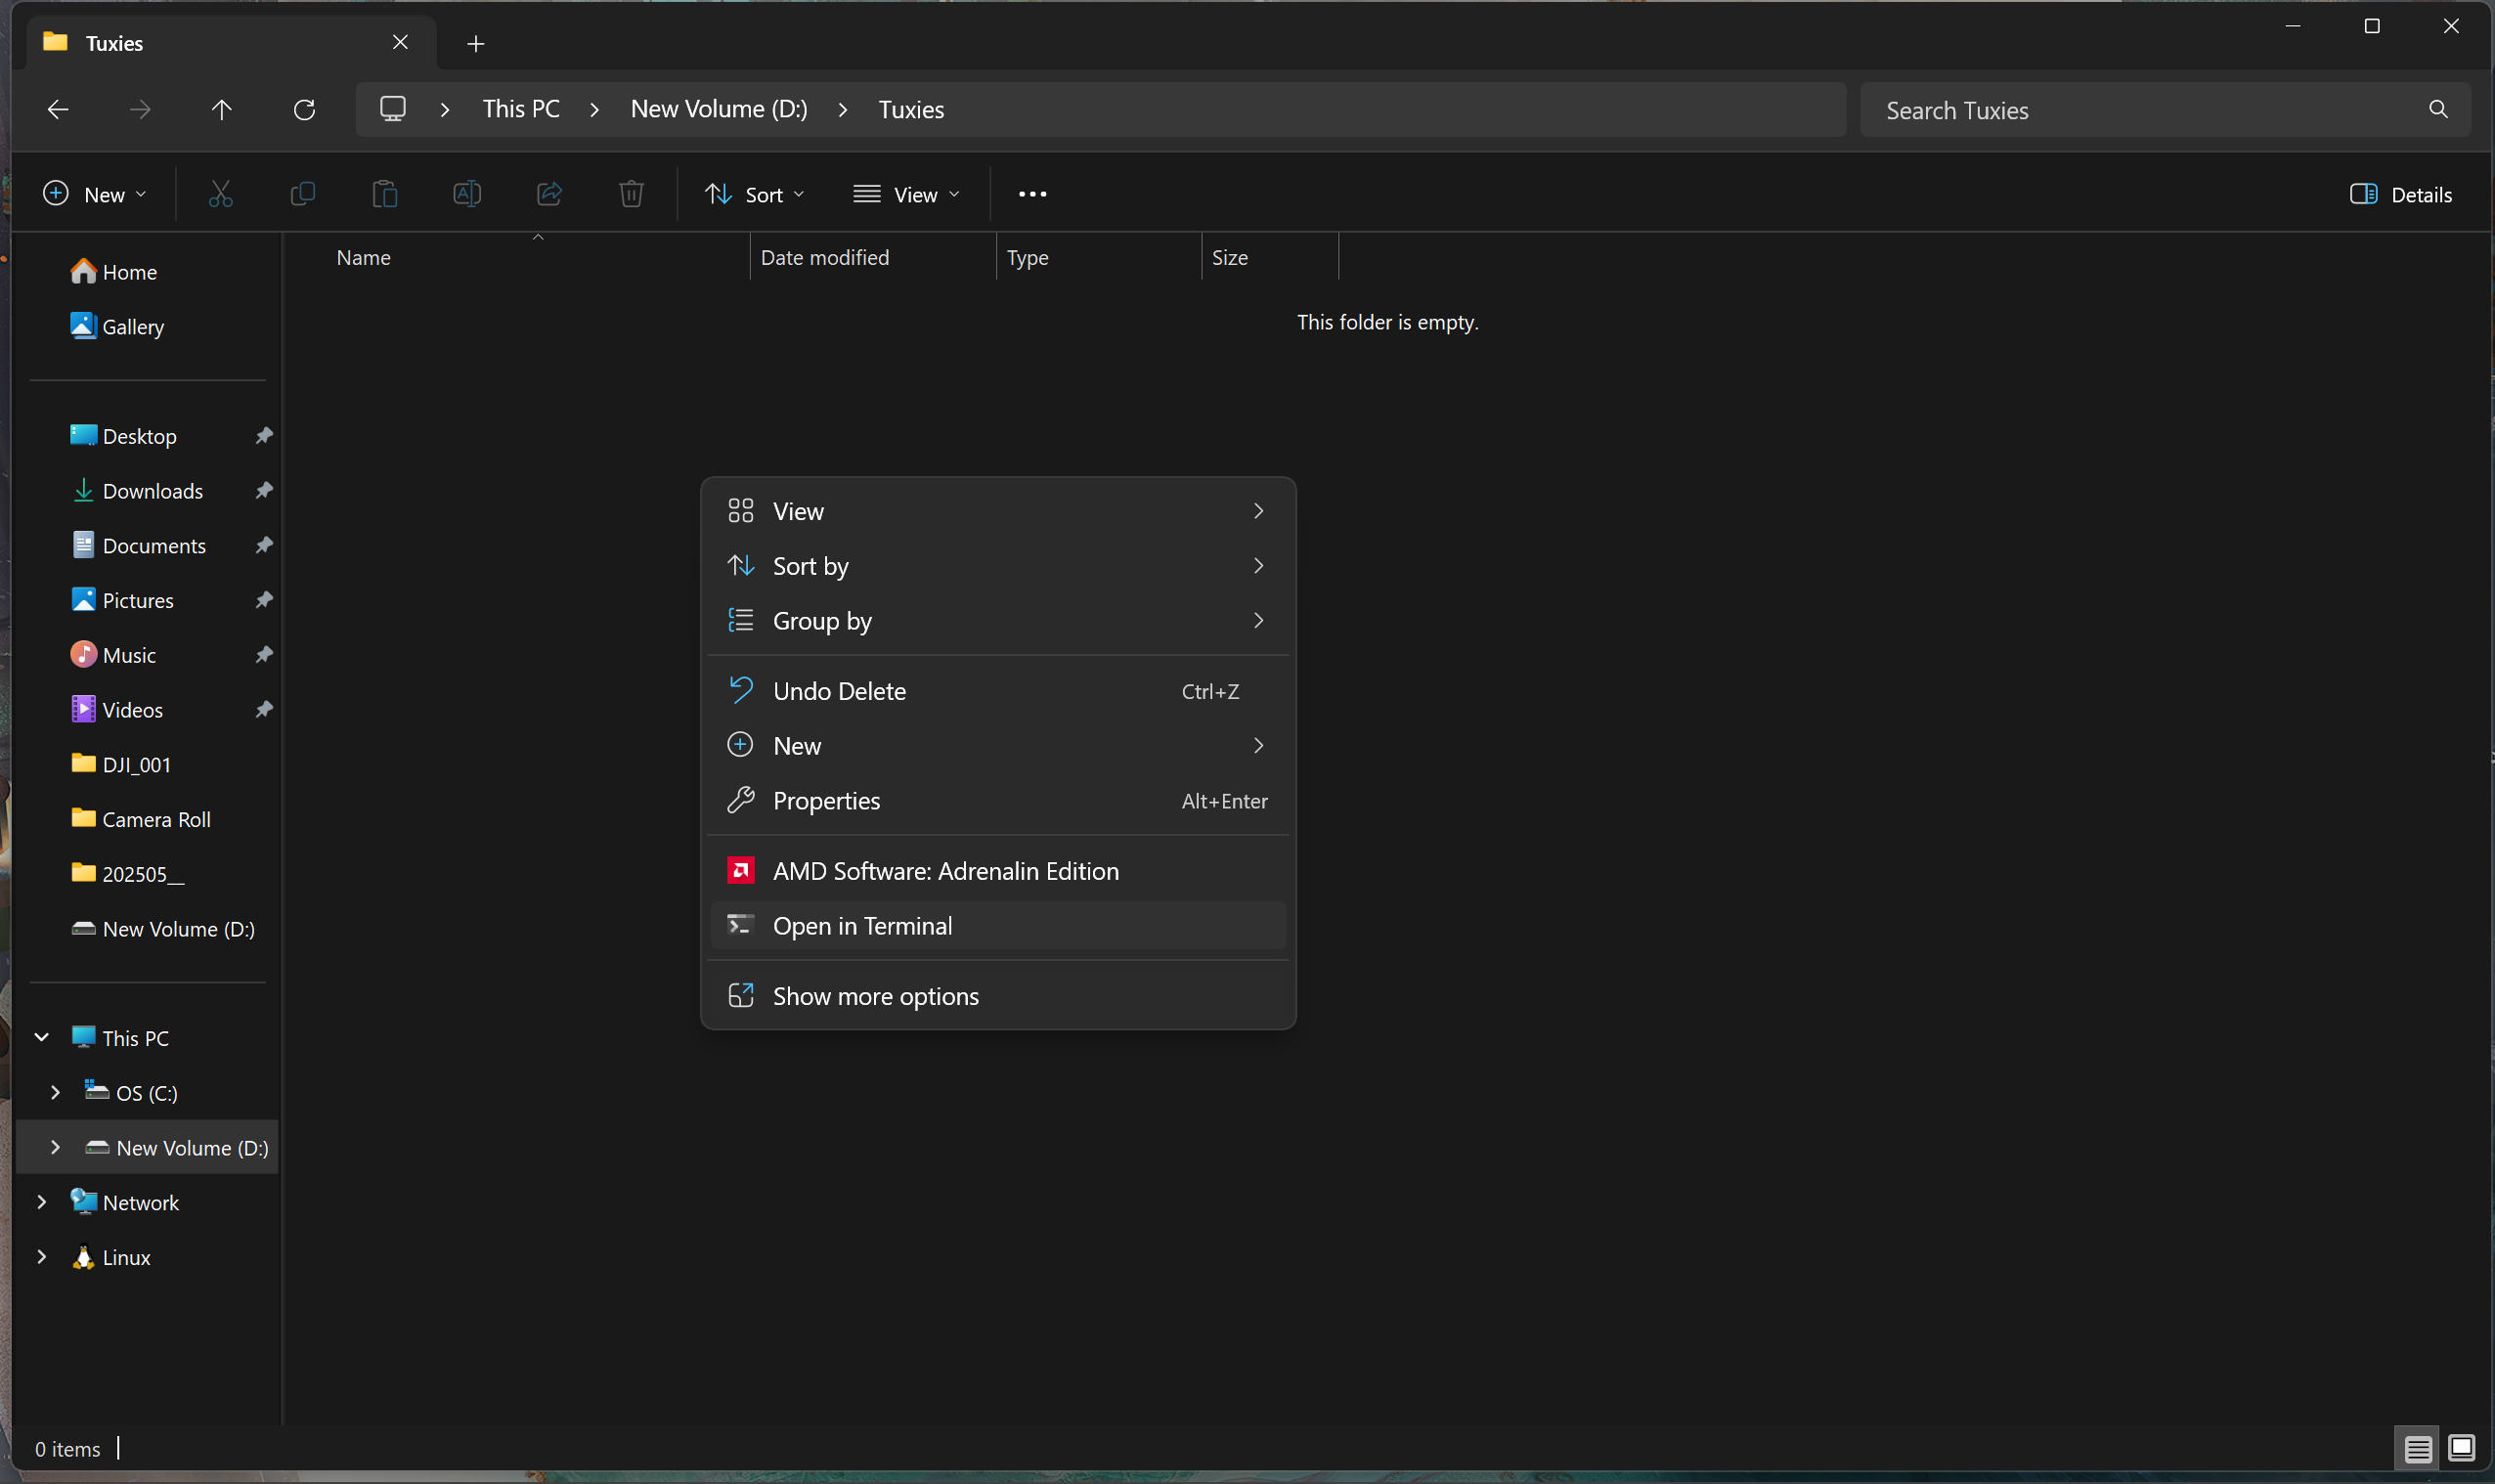 Tuxies
This PC New Volume (D:) Tuxies Search Tuxies
New Sort View Details
Name Date modified Type Size
This folder is empty.
Home
Gallery
Desktop
Downloads
Documents
Pictures
Music
Videos
DJI_001
Camera Roll
202505__
New Volume (D:)
This PC
OS (C:)
New Volume (D:)
Network
Linux
View
Sort by
Group by
Undo Delete Ctrl+Z
New
Properties Alt+Enter
AMD Software: Adrenalin Edition
Open in Terminal
Show more options
0 items